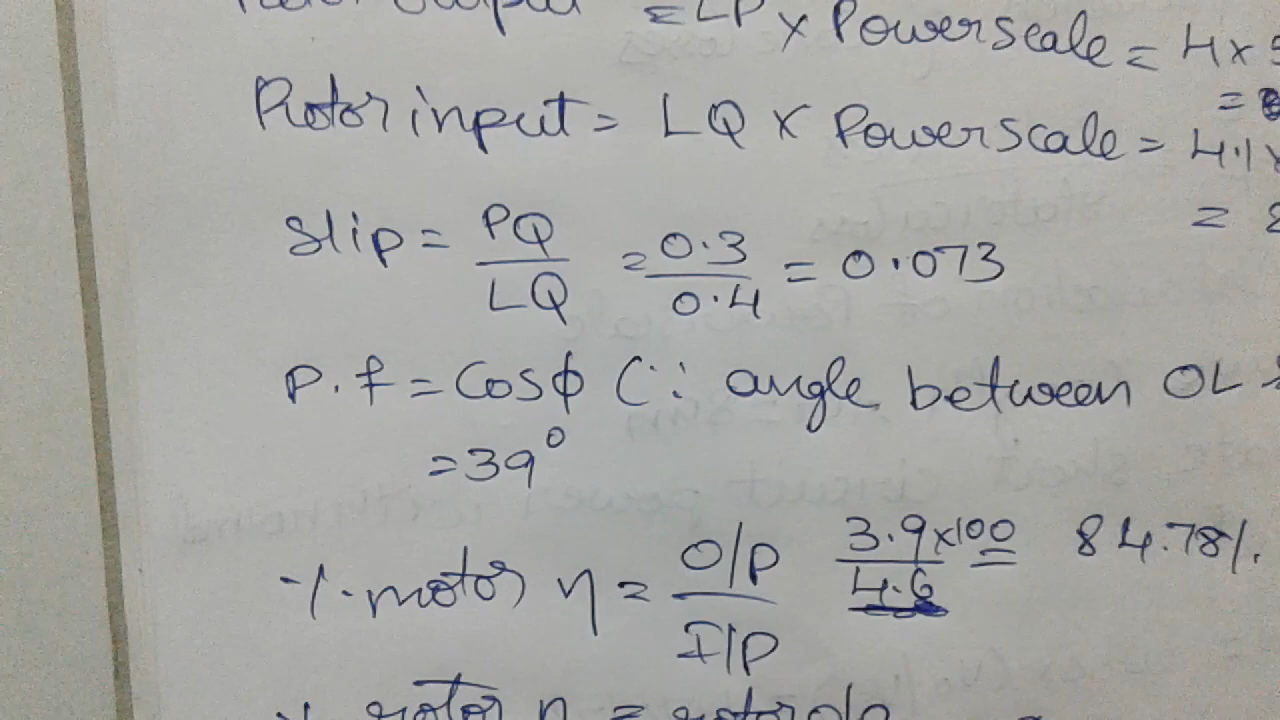 = LP x Powerscale = 4 x
Rotor input = LQ x Powerscale = 4.1 x
=
=
Slip = PQ/LQ = 0.3/0.4 = 0.073
P.f = Cosφ (∵ angle between OL &
= 39°
% motor η = O/P / I/P 3.9x100/4.6 = 84.78%
% rotor η =